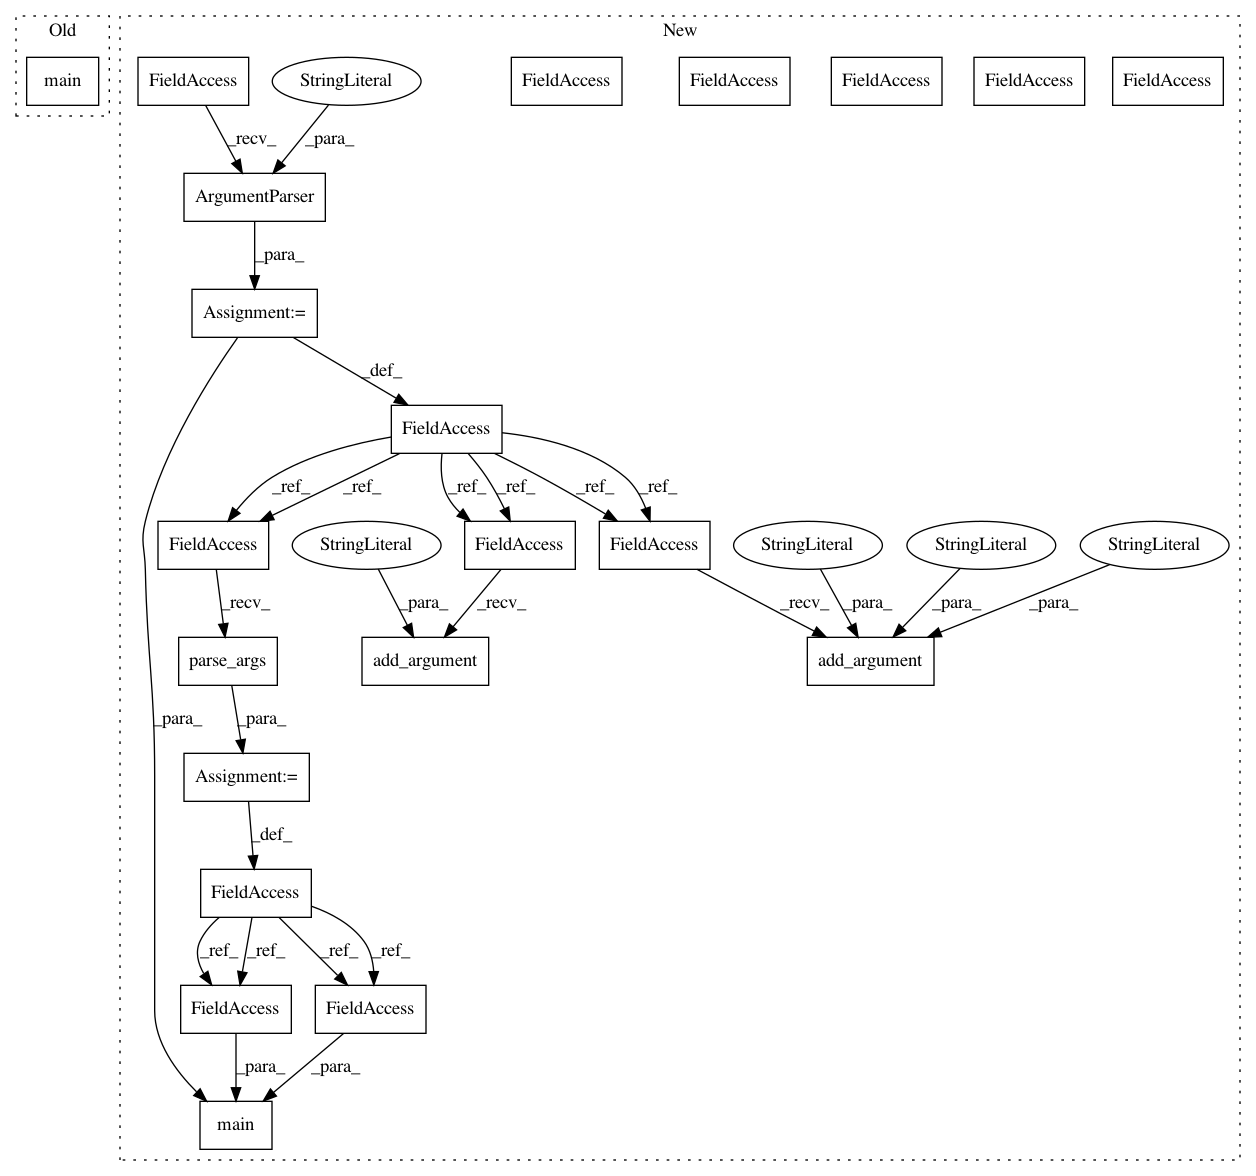 Old
New
main
FieldAccess
StringLiteral
FieldAccess
FieldAccess
FieldAccess
FieldAccess
FieldAccess
_recv_
_para_
ArgumentParser
_para_
Assignment:=
_def_
FieldAccess
_ref_
_ref_
_ref_
_ref_
_ref_
_ref_
FieldAccess
StringLiteral
FieldAccess
FieldAccess
StringLiteral
StringLiteral
StringLiteral
_recv_
_para_
_recv_
_recv_
_para_
_para_
_para_
parse_args
add_argument
add_argument
_para_
_para_
Assignment:=
_def_
FieldAccess
_ref_
_ref_
_ref_
_ref_
FieldAccess
FieldAccess
_para_
_para_
main